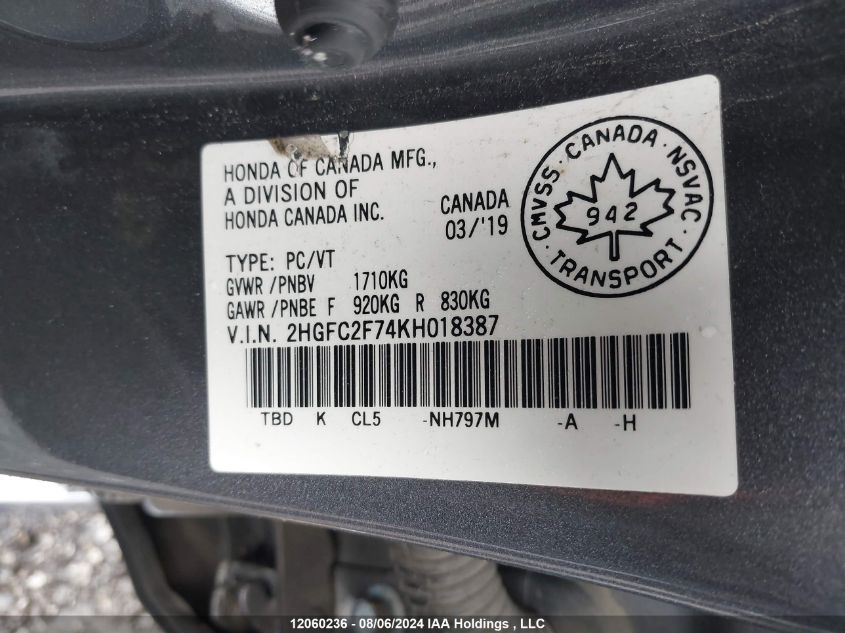 HONDA OF CANADA MFG.,
A DIVISION OF
HONDA CANADA INC.
CANADA
03/'19
CMVSS · CANADA · NSVAC
942
· TRANSPORT ·
TYPE: PC/VT
GVWR /PNBV 1710KG
GAWR /PNBE F 920KG R 830KG
V.I.N. 2HGFC2F74KH018387
TBD K CL5 -NH797M -A -H
12060236 - 08/06/2024 IAA Holdings , LLC